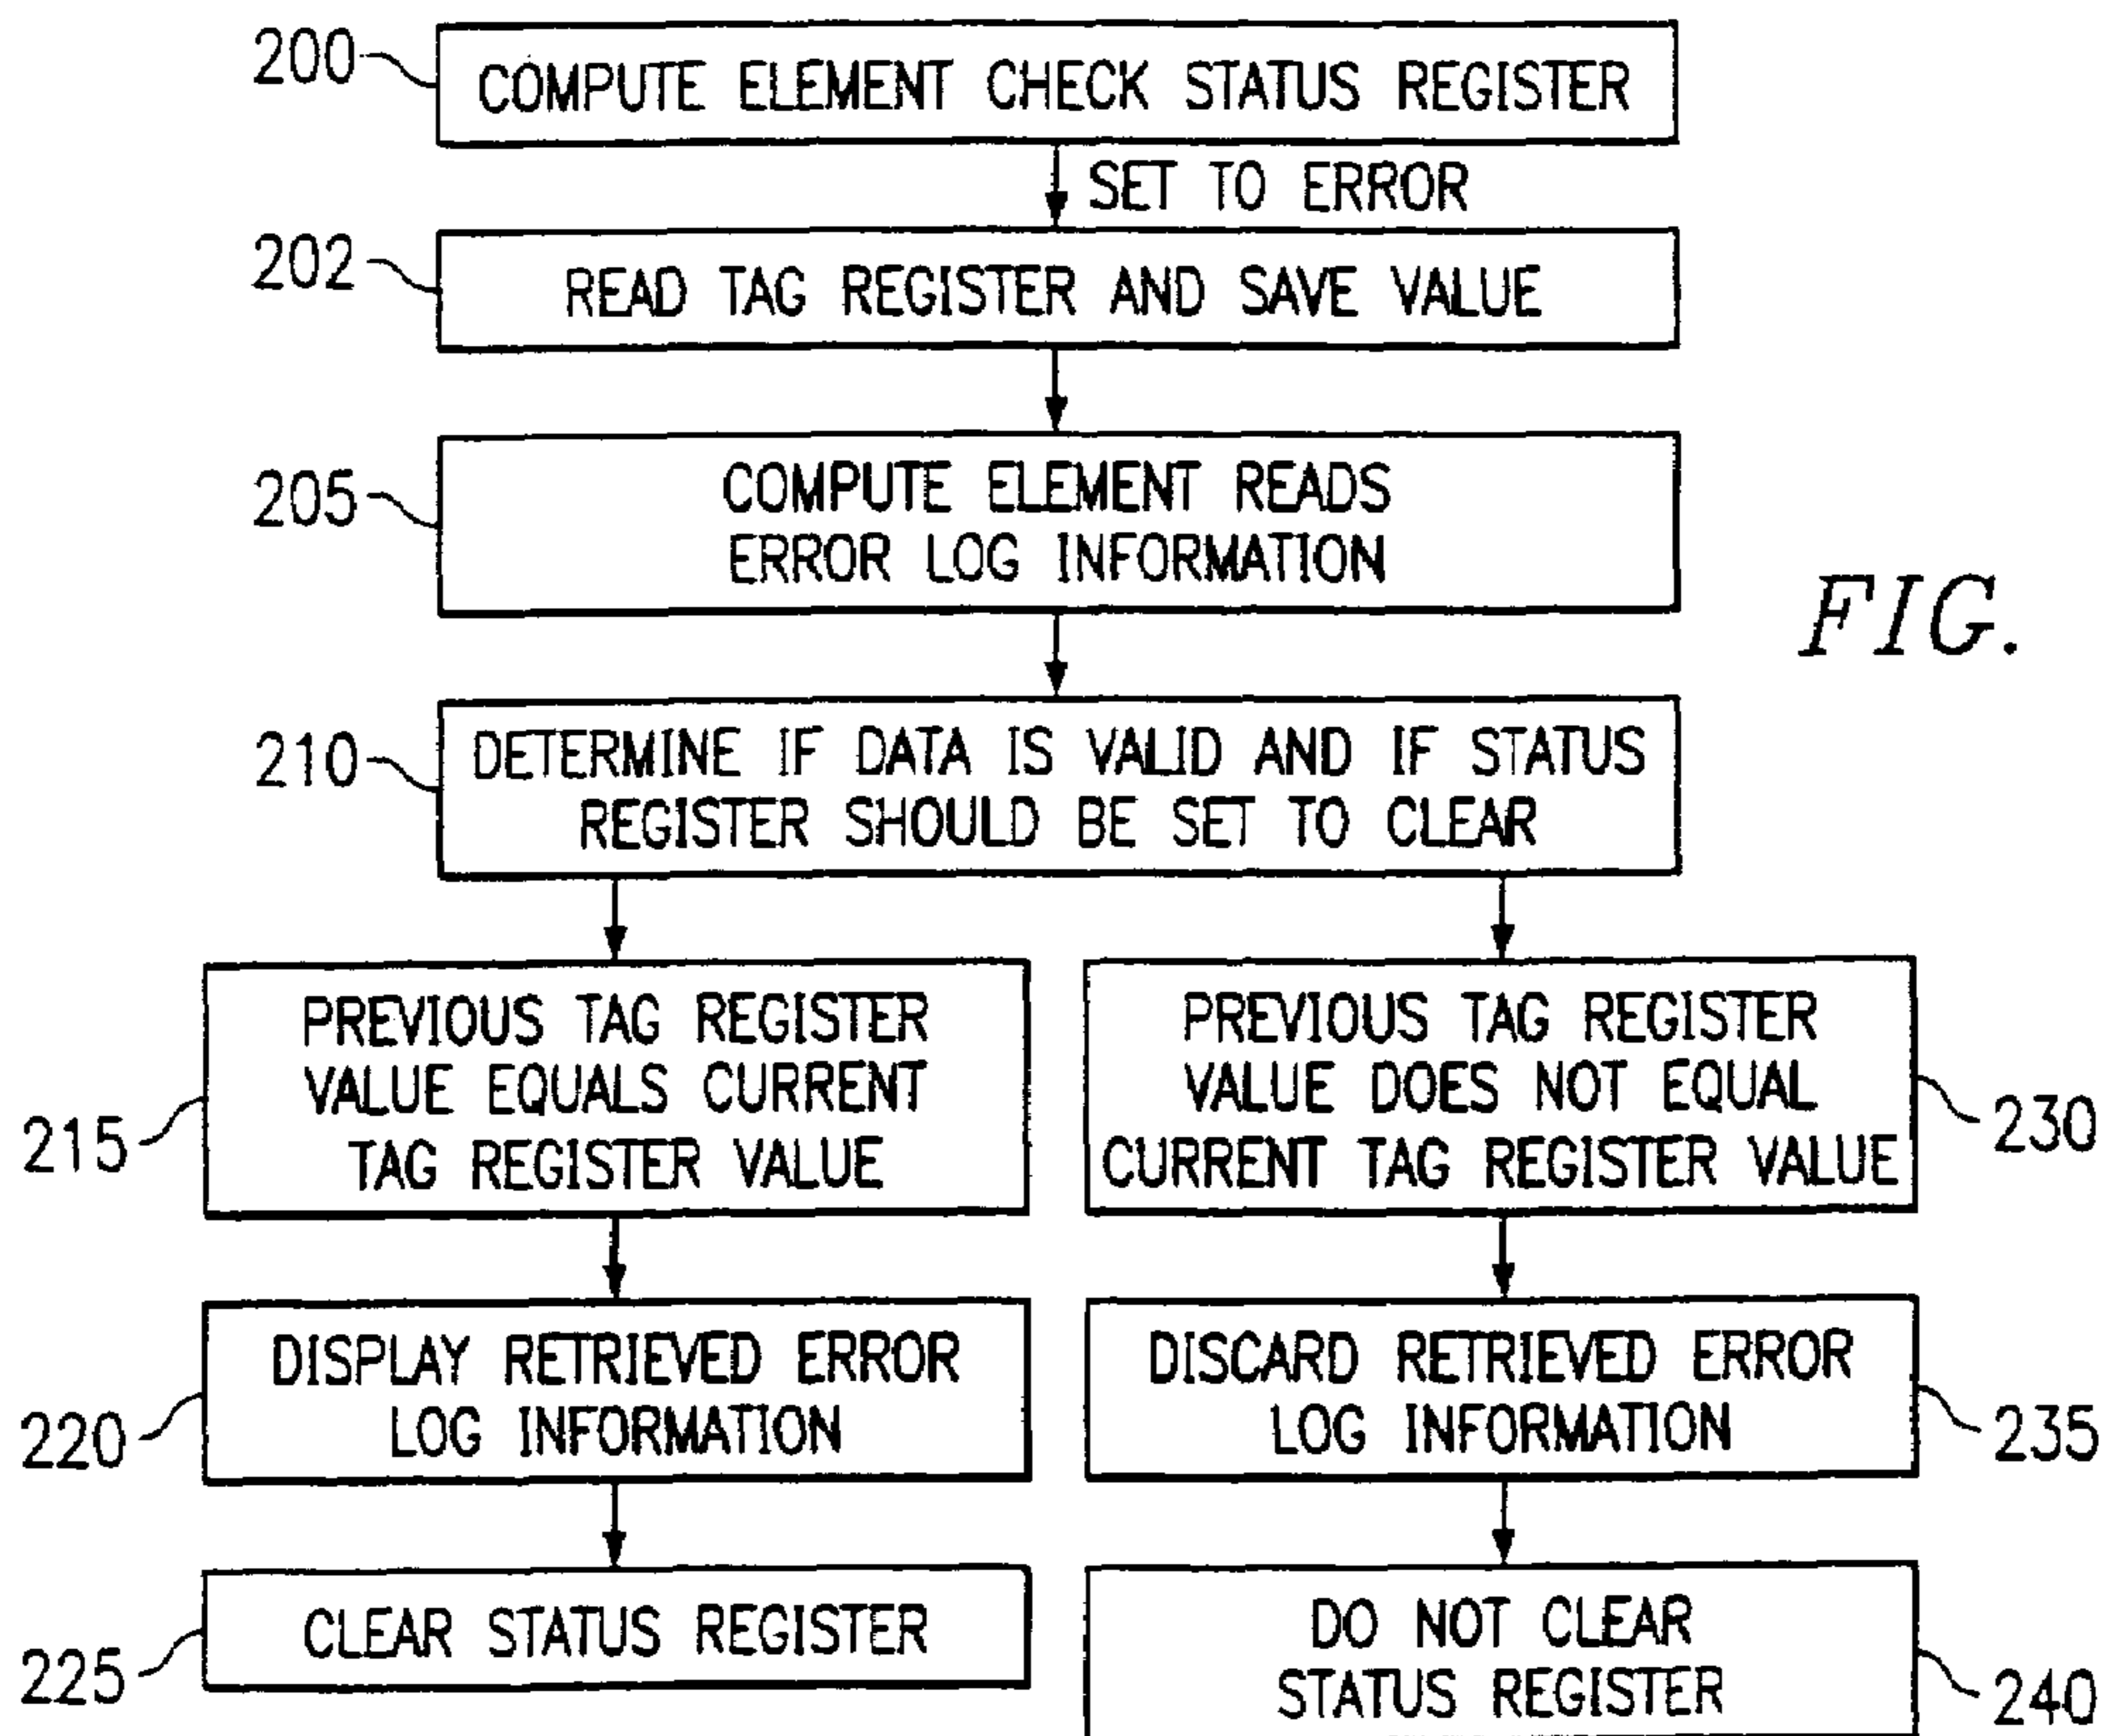 200
COMPUTE ELEMENT CHECK STATUS REGISTER
SET TO ERROR
202
READ TAG REGISTER AND SAVE VALUE
205
COMPUTE ELEMENT READS
ERROR LOG INFORMATION
FIG.
210
DETERMINE IF DATA IS VALID AND IF STATUS
REGISTER SHOULD BE SET TO CLEAR
215
PREVIOUS TAG REGISTER
VALUE EQUALS CURRENT
TAG REGISTER VALUE
PREVIOUS TAG REGISTER
VALUE DOES NOT EQUAL
CURRENT TAG REGISTER VALUE
230
220
DISPLAY RETRIEVED ERROR
LOG INFORMATION
DISCARD RETRIEVED ERROR
LOG INFORMATION
235
225
CLEAR STATUS REGISTER
DO NOT CLEAR
STATUS REGISTER
240